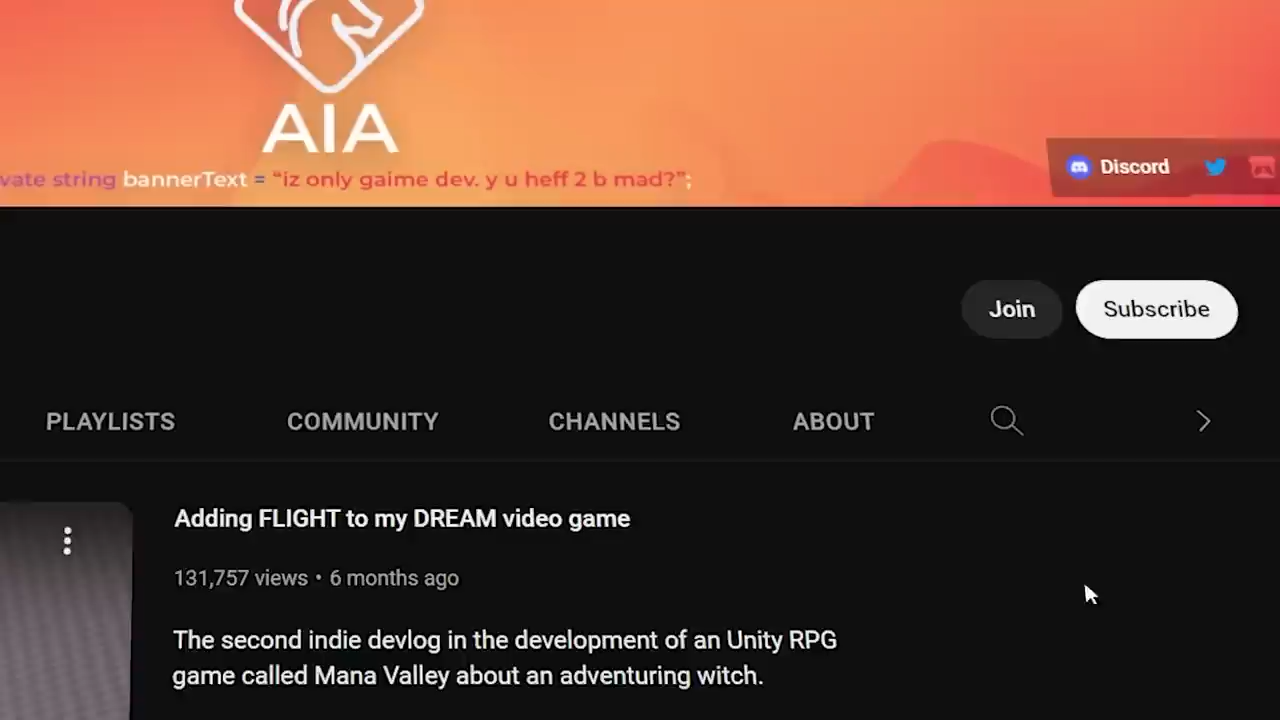 AIA
vate string bannerText = “iz only gaime dev. y u heff 2 b mad?”;
Discord
Join
Subscribe
PLAYLISTS COMMUNITY CHANNELS ABOUT
Adding FLIGHT to my DREAM video game
131,757 views • 6 months ago
The second indie devlog in the development of an Unity RPG
game called Mana Valley about an adventuring witch.